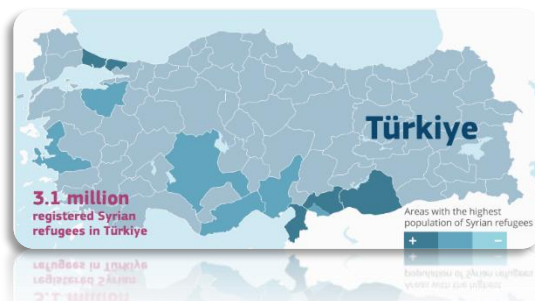 Türkiye
3.1 million
registered Syrian
refugees in Türkiye
Areas with the highest
population of Syrian refugees
+ –